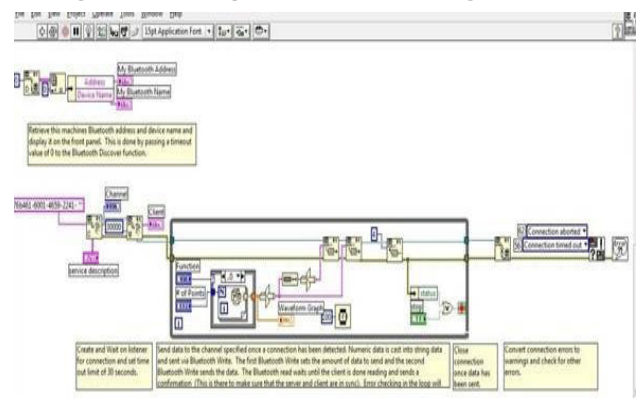 File Edit View Project Operate Tools Window Help
15pt Application Font
My Bluetooth Address
Address
Device Name
My Bluetooth Name
Retrieve this machines Bluetooth address and device name and
display it on the front panel. This is done by passing a timeout
value of 0 to the Bluetooth Discover function.
Channel
30000
Client
service description
Function
# of Points
Waveform Graph
status
stop
Connection aborted
Connection timed out
Create and Wait on listener
for connection and set time
out limit of 30 seconds.
Send data to the channel specified once a connection has been detected. Numeric data is cast into string data
and sent via Bluetooth Write. The first Bluetooth Write sets the amount of data to send and the second
Bluetooth Write sends the data. The Bluetooth read waits until the client is done reading and sends a
confirmation (This is there to make sure that the server and client are in sync). Error checking in the loop will
Close
connection
once data has
been sent.
Convert connection errors to
warnings and check for other
errors.